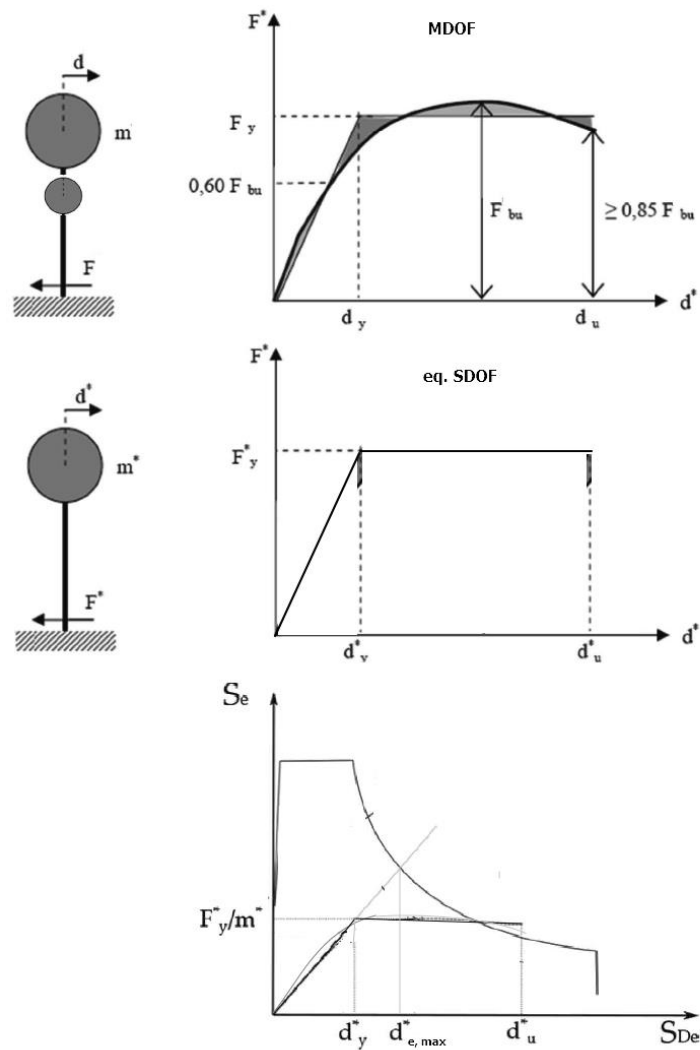 F*
MDOF
d
m
F
F y
0,60 F bu
F bu
≥ 0,85 F bu
d y
d u
d*
F*
eq. SDOF
d*
m*
F*
F*y
d*y
d*u
d*
Se
F*y/m*
d*y
d*e, max
d*u
SDe